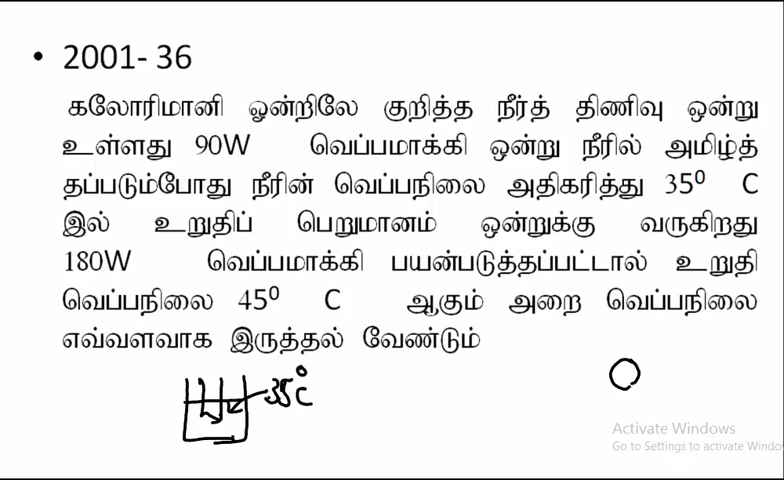 • 2001- 36
கலோரிமானி ஓன்றிலே குறித்த நீர்த் திணிவு ஒன்று
உள்ளது 90W வெப்பமாக்கி ஒன்று நீரில் அமிழ்த்
தப்படும்போது நீரின் வெப்பநிலை அதிகரித்து 35⁰ C
இல் உறுதிப் பெறுமானம் ஒன்றுக்கு வருகிறது
180W வெப்பமாக்கி பயன்படுத்தப்பட்டால் உறுதி
வெப்பநிலை 45⁰ C ஆகும் அறை வெப்பநிலை
எவ்வளவாக இருத்தல் வேண்டும்
35°C
Activate Windows
Go to Settings to activate Windo